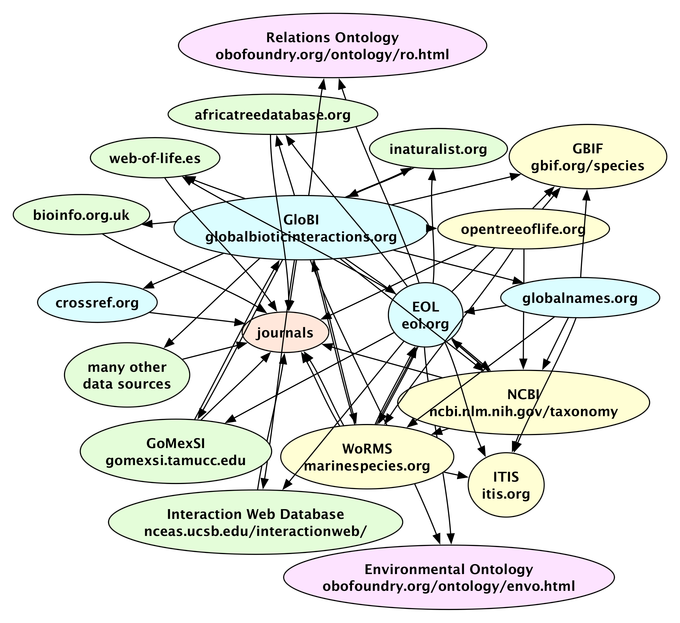 Relations Ontology
obofoundry.org/ontology/ro.html
africatreedatabase.org
inaturalist.org
GBIF
gbif.org/species
web-of-life.es
bioinfo.org.uk
GloBI
globalbioticinteractions.org
opentreeoflife.org
crossref.org
EOL
eol.org
globalnames.org
journals
many other
data sources
NCBI
ncbi.nlm.nih.gov/taxonomy
GoMexSI
gomexsi.tamucc.edu
WoRMS
marinespecies.org
ITIS
itis.org
Interaction Web Database
nceas.ucsb.edu/interactionweb/
Environmental Ontology
obofoundry.org/ontology/envo.html